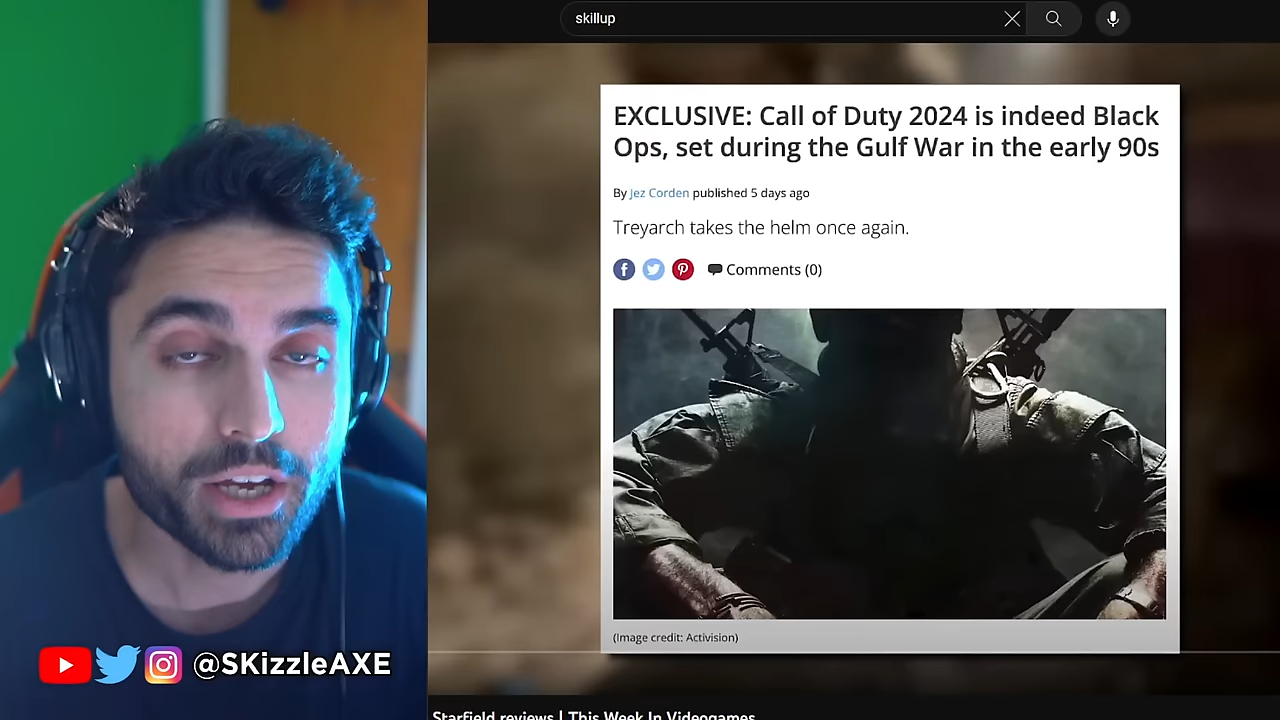 skillup
EXCLUSIVE: Call of Duty 2024 is indeed Black
Ops, set during the Gulf War in the early 90s
By Jez Corden published 5 days ago
Treyarch takes the helm once again.
Comments (0)
(Image credit: Activision)
@SKizzleAXE
Starfield reviews | This Week In Videogames